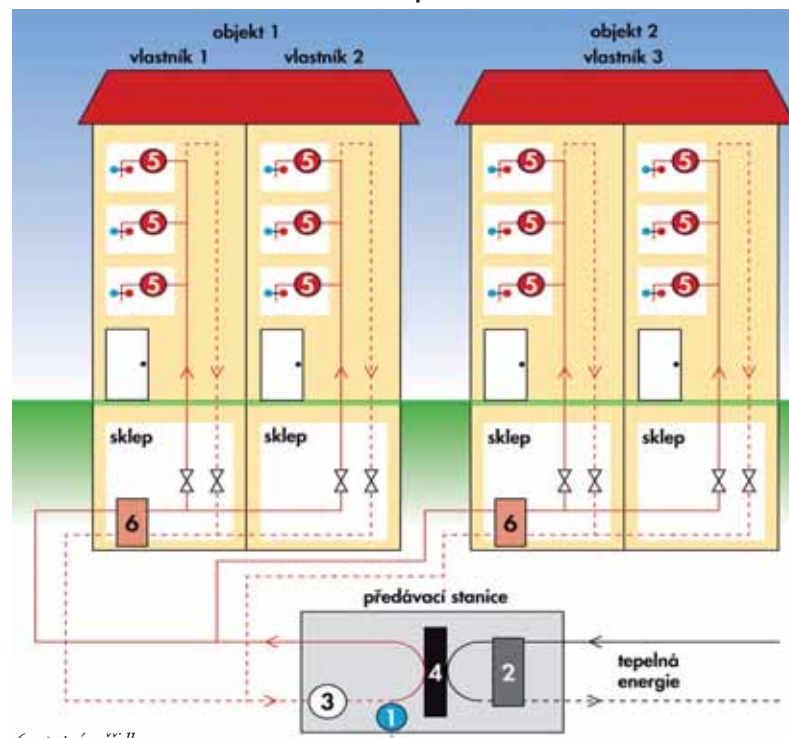 objekt 1
objekt 2
vlastník 1
vlastník 2
vlastník 3
5
5
5
5
5
5
5
5
5
5
5
5
sklep
sklep
sklep
sklep
6
6
předávací stanice
4
2
tepelná
energie
3
1